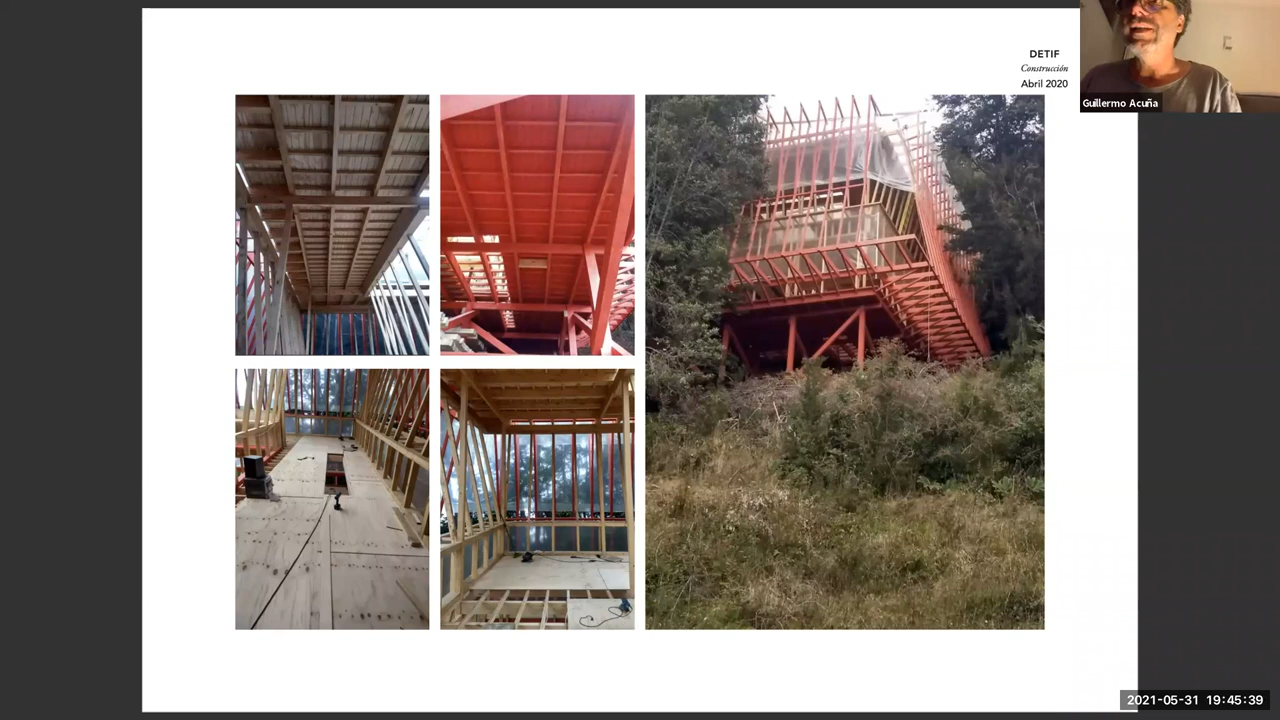 DETIF
Construcción
Abril 2020
Guillermo Acuña
2021-05-31 19:45:39